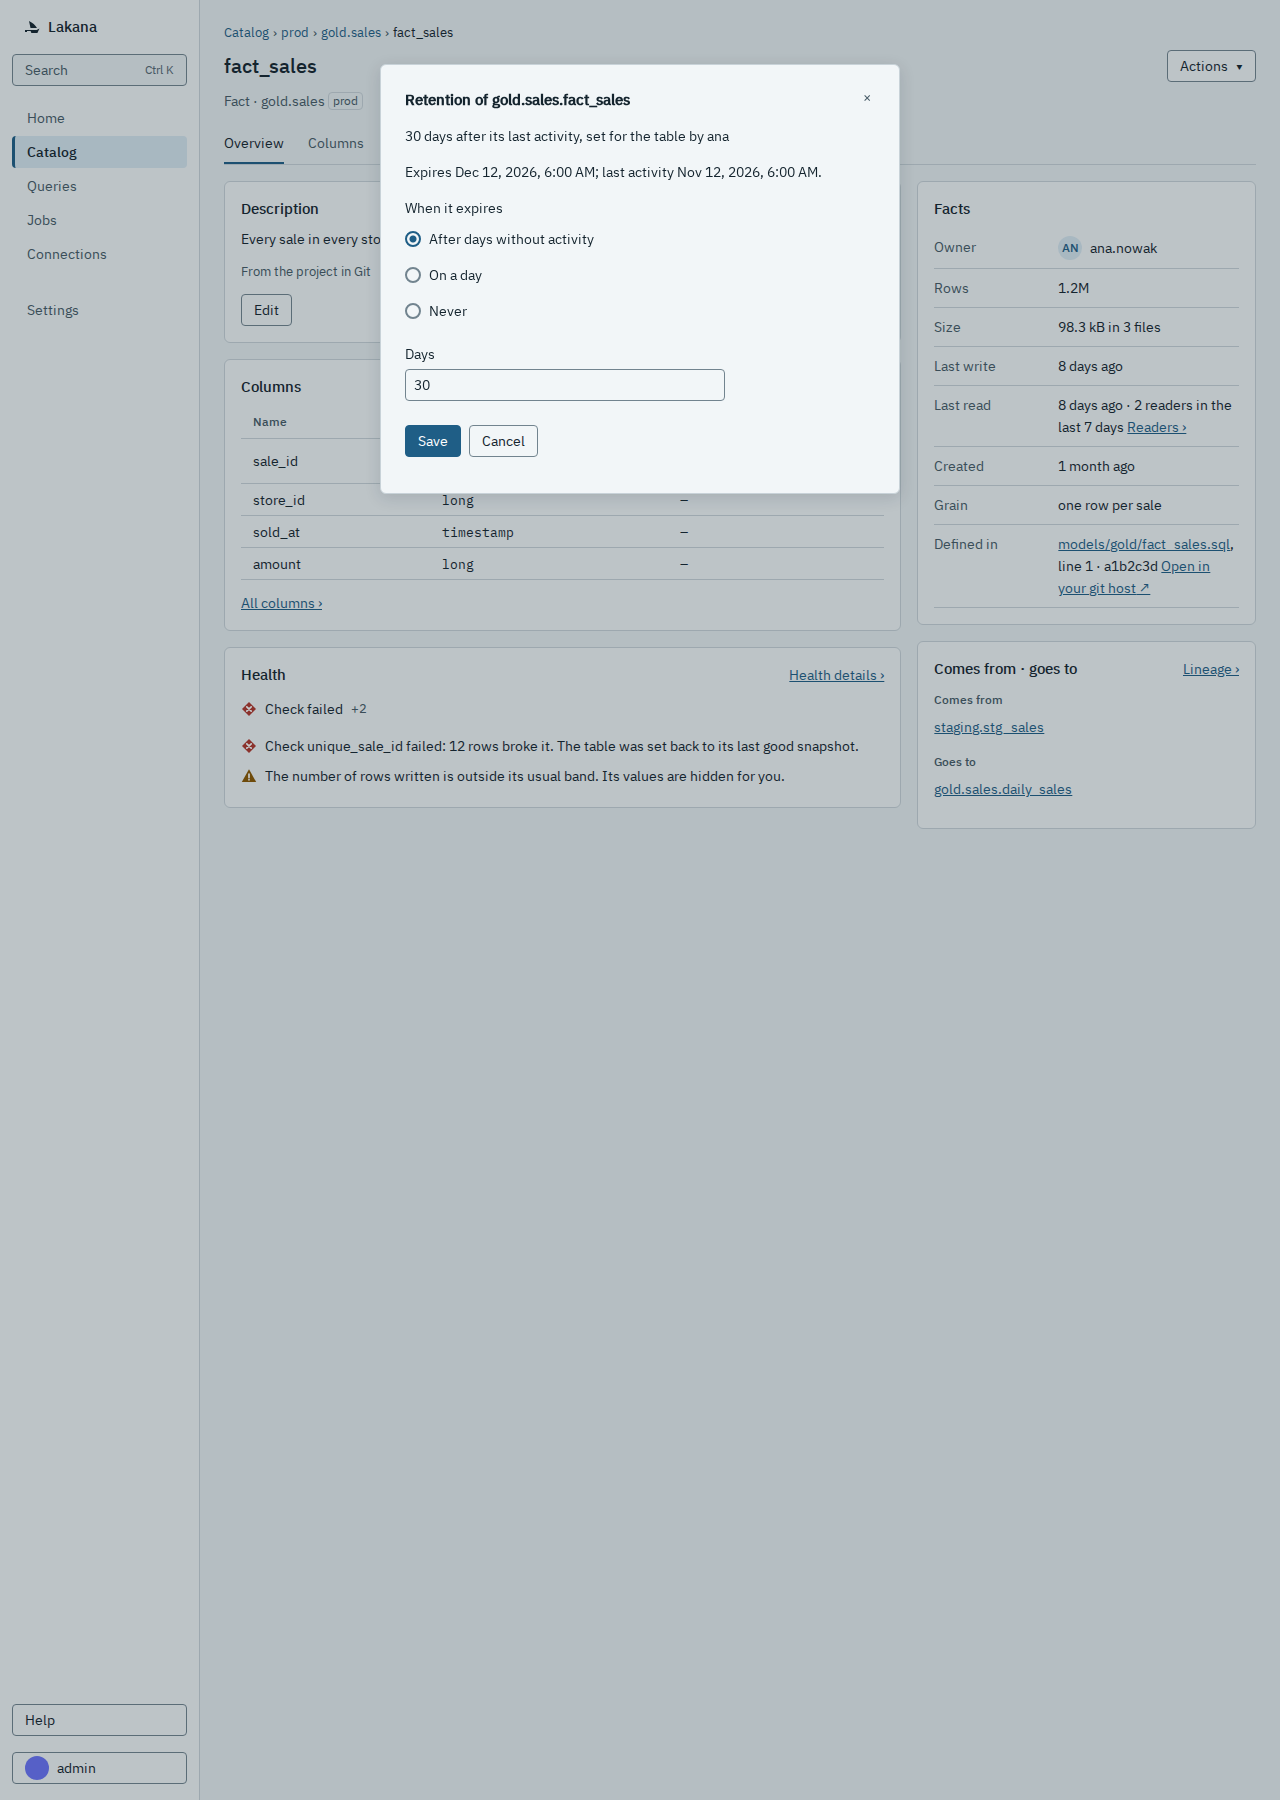 Lakana
Search Ctrl K
Home
Catalog
Queries
Jobs
Connections
Settings
Help
admin
Catalog › prod › gold.sales › fact_sales
fact_sales
Actions ▾
Fact · gold.sales prod
Overview Columns
Retention of gold.sales.fact_sales ×
30 days after its last activity, set for the table by ana
Expires Dec 12, 2026, 6:00 AM; last activity Nov 12, 2026, 6:00 AM.
When it expires
After days without activity
On a day
Never
Days
30
Save Cancel
Description
Every sale in every sto
From the project in Git
Edit
Columns
Name
sale_id
store_id long –
sold_at timestamp –
amount long –
All columns ›
Health Health details ›
Check failed +2
Check unique_sale_id failed: 12 rows broke it. The table was set back to its last good snapshot.
The number of rows written is outside its usual band. Its values are hidden for you.
Facts
Owner AN ana.nowak
Rows 1.2M
Size 98.3 kB in 3 files
Last write 8 days ago
Last read 8 days ago · 2 readers in the
last 7 days Readers ›
Created 1 month ago
Grain one row per sale
Defined in models/gold/fact_sales.sql,
line 1 · a1b2c3d Open in
your git host ↗
Comes from · goes to Lineage ›
Comes from
staging.stg_sales
Goes to
gold.sales.daily_sales